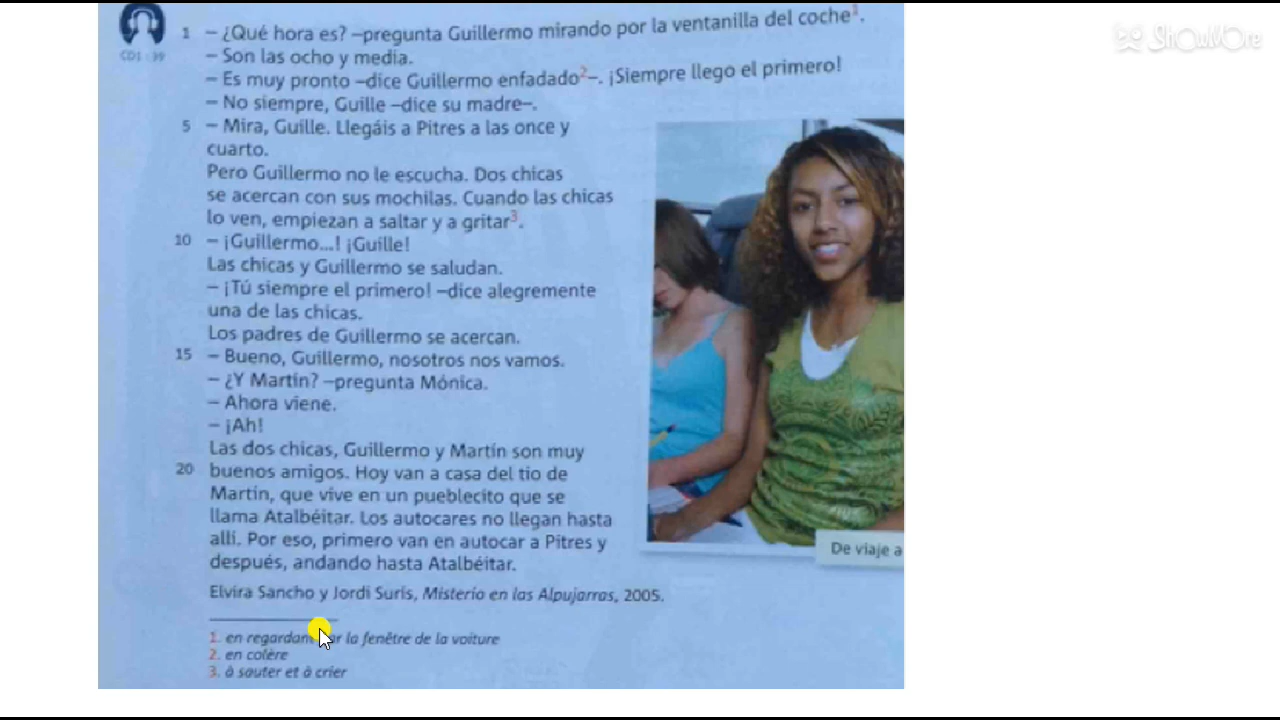 CD1 : 39
1 – ¿Qué hora es? –pregunta Guillermo mirando por la ventanilla del coche1.
– Son las ocho y media.
– Es muy pronto –dice Guillermo enfadado2–. ¡Siempre llego el primero!
– No siempre, Guille –dice su madre–.
5 – Mira, Guille. Llegáis a Pitres a las once y
cuarto.
Pero Guillermo no le escucha. Dos chicas
se acercan con sus mochilas. Cuando las chicas
lo ven, empiezan a saltar y a gritar3.
10 – ¡Guillermo...! ¡Guille!
Las chicas y Guillermo se saludan.
– ¡Tú siempre el primero! –dice alegremente
una de las chicas.
Los padres de Guillermo se acercan.
15 – Bueno, Guillermo, nosotros nos vamos.
– ¿Y Martín? –pregunta Mónica.
– Ahora viene.
– ¡Ah!
Las dos chicas, Guillermo y Martín son muy
20 buenos amigos. Hoy van a casa del tío de
Martín, que vive en un pueblecito que se
llama Atalbéitar. Los autocares no llegan hasta
allí. Por eso, primero van en autocar a Pitres y
después, andando hasta Atalbéitar.
Elvira Sancho y Jordi Surís, Misterio en las Alpujarras, 2005.
1. en regardant par la fenêtre de la voiture
2. en colère
3. à sauter et à crier
De viaje a
ShowMore